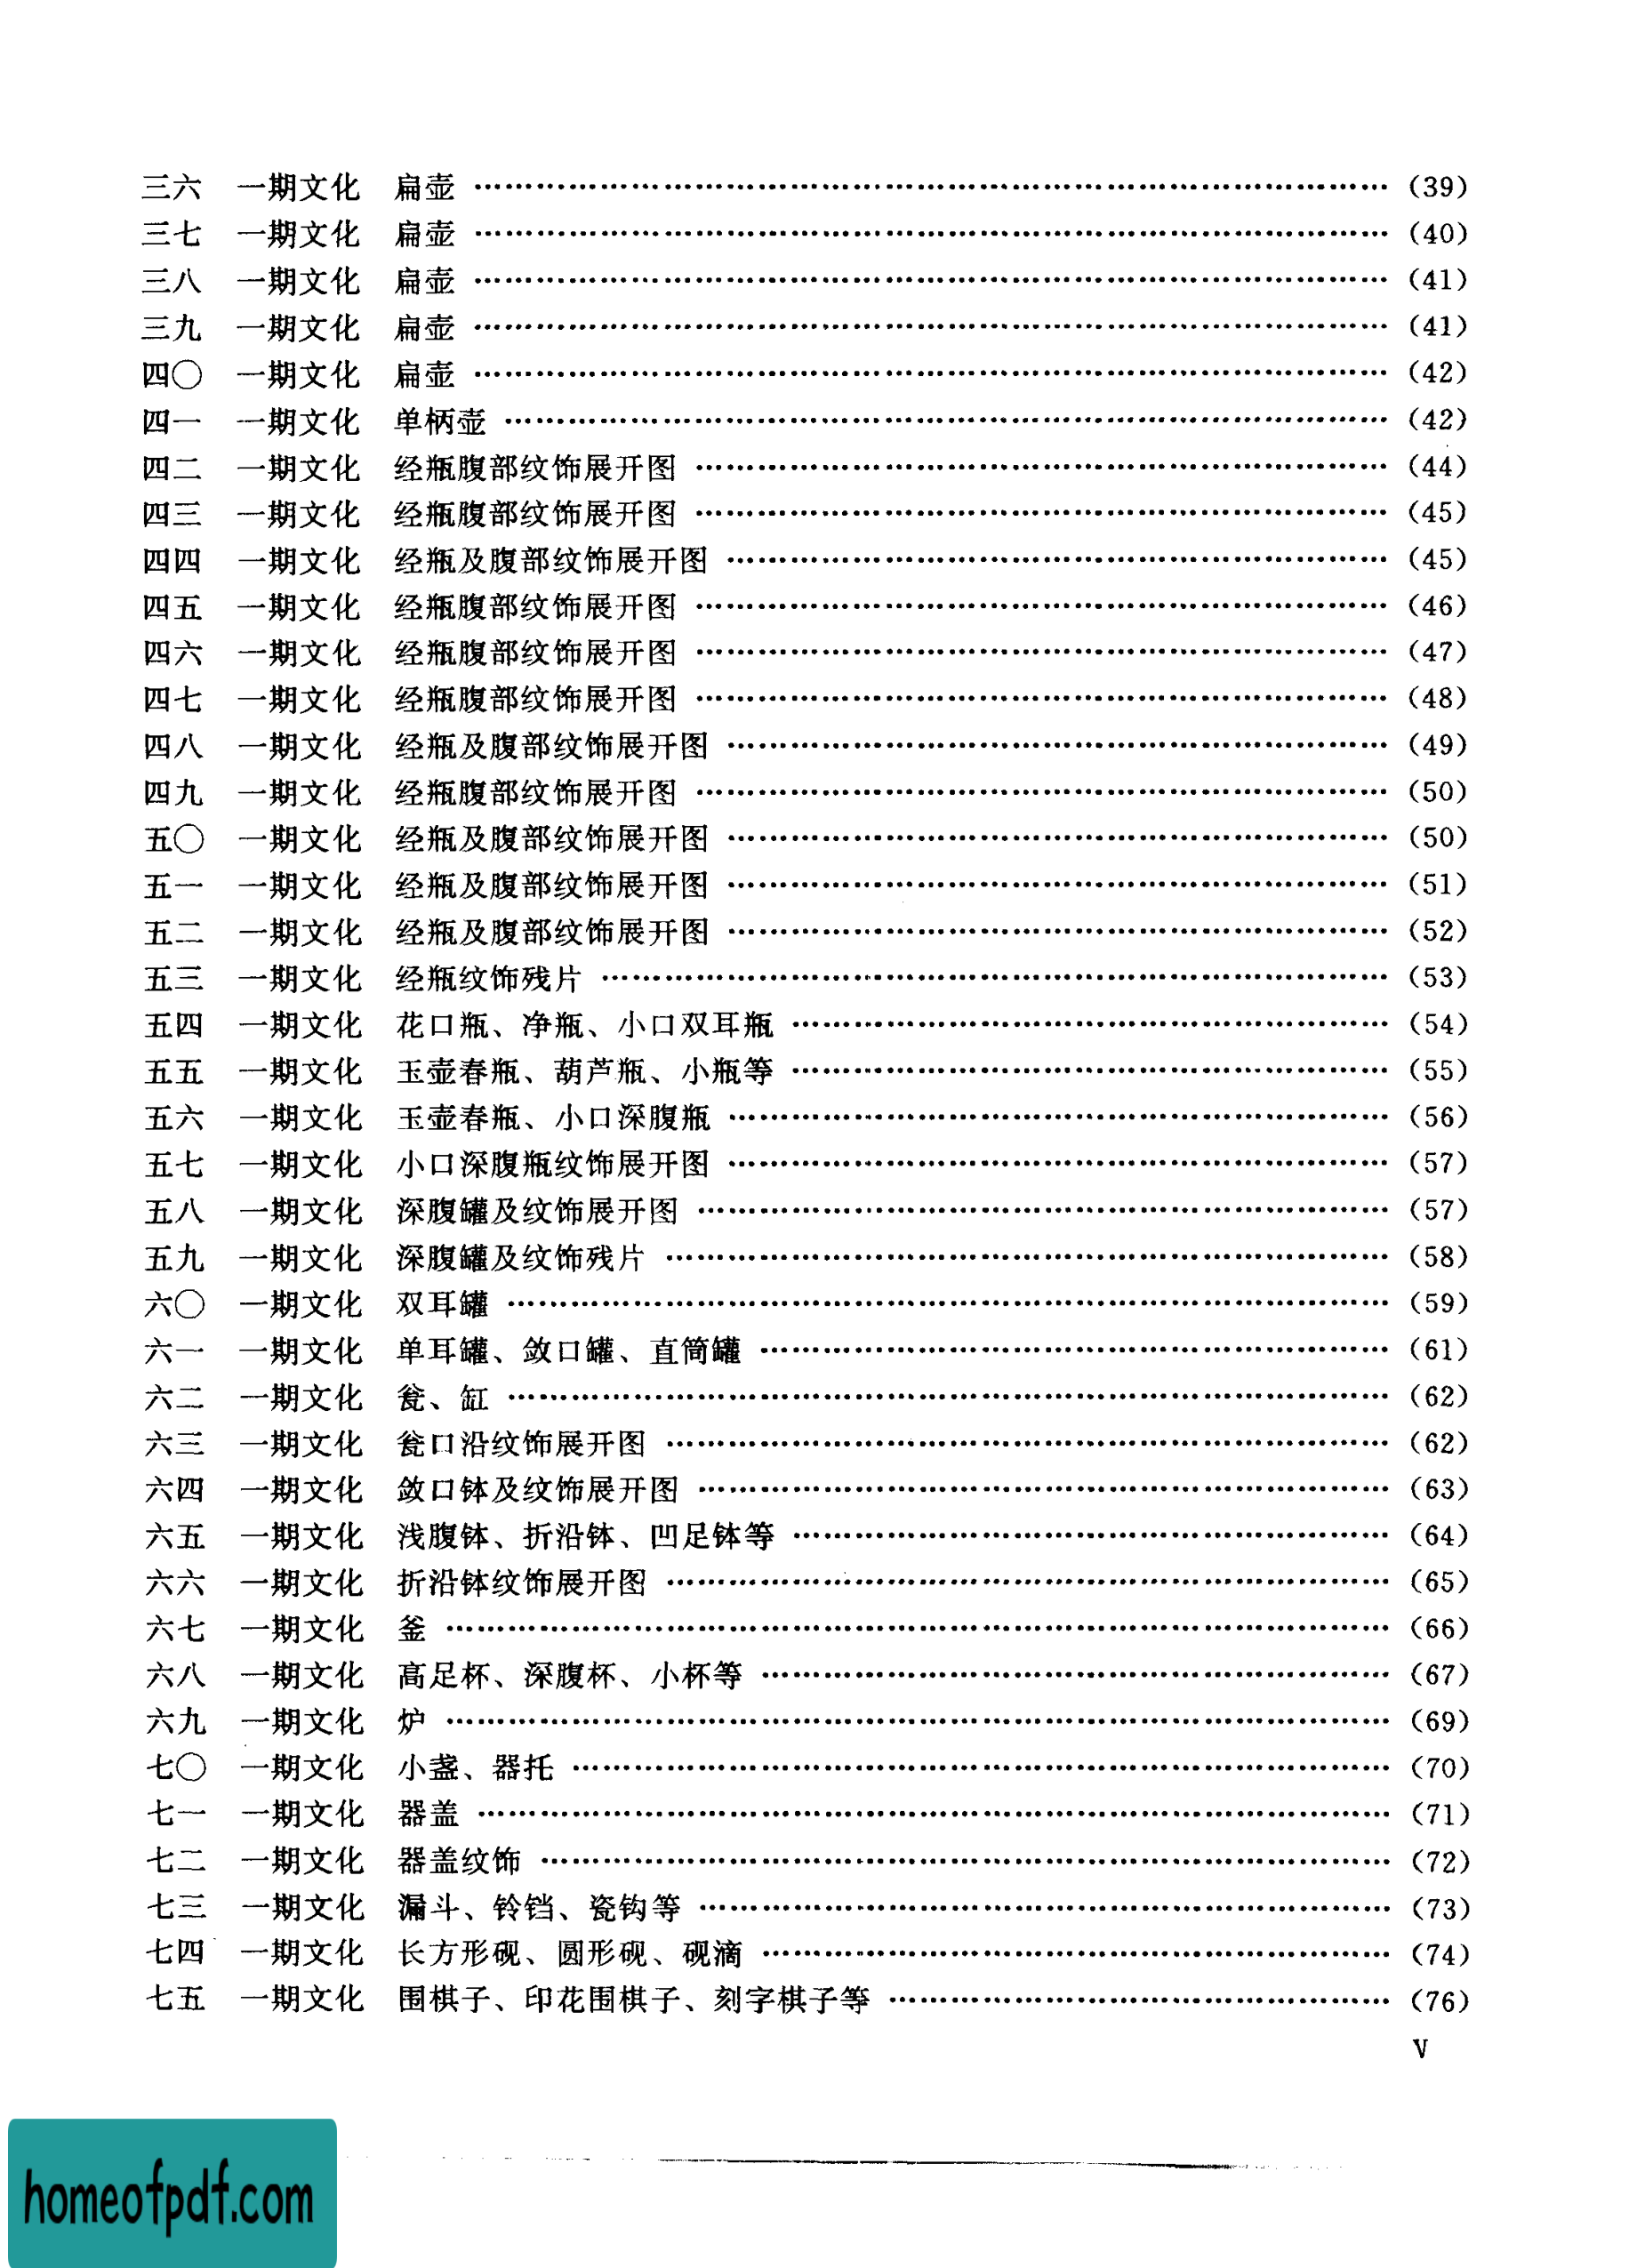 三六 一期文化 扁壶 …………………………………………………………………………………… (39)
三七 一期文化 扁壶 …………………………………………………………………………………… (40)
三八 一期文化 扁壶 …………………………………………………………………………………… (41)
三九 一期文化 扁壶 …………………………………………………………………………………… (41)
四〇 一期文化 扁壶 …………………………………………………………………………………… (42)
四一 一期文化 单柄壶 ………………………………………………………………………………… (42)
四二 一期文化 经瓶腹部纹饰展开图 ……………………………………………………………… (44)
四三 一期文化 经瓶腹部纹饰展开图 ……………………………………………………………… (45)
四四 一期文化 经瓶及腹部纹饰展开图 …………………………………………………………… (45)
四五 一期文化 经瓶腹部纹饰展开图 ……………………………………………………………… (46)
四六 一期文化 经瓶腹部纹饰展开图 ……………………………………………………………… (47)
四七 一期文化 经瓶腹部纹饰展开图 ……………………………………………………………… (48)
四八 一期文化 经瓶及腹部纹饰展开图 …………………………………………………………… (49)
四九 一期文化 经瓶腹部纹饰展开图 ……………………………………………………………… (50)
五〇 一期文化 经瓶及腹部纹饰展开图 …………………………………………………………… (50)
五一 一期文化 经瓶及腹部纹饰展开图 …………………………………………………………… (51)
五二 一期文化 经瓶及腹部纹饰展开图 …………………………………………………………… (52)
五三 一期文化 经瓶纹饰残片 ……………………………………………………………………… (53)
五四 一期文化 花口瓶、净瓶、小口双耳瓶 ……………………………………………………… (54)
五五 一期文化 玉壶春瓶、葫芦瓶、小瓶等 ……………………………………………………… (55)
五六 一期文化 玉壶春瓶、小口深腹瓶 …………………………………………………………… (56)
五七 一期文化 小口深腹瓶纹饰展开图 …………………………………………………………… (57)
五八 一期文化 深腹罐及纹饰展开图 ……………………………………………………………… (57)
五九 一期文化 深腹罐及纹饰残片 ………………………………………………………………… (58)
六〇 一期文化 双耳罐 ………………………………………………………………………………… (59)
六一 一期文化 单耳罐、敛口罐、直筒罐 ………………………………………………………… (61)
六二 一期文化 瓮、缸 ………………………………………………………………………………… (62)
六三 一期文化 瓮口沿纹饰展开图 ………………………………………………………………… (62)
六四 一期文化 敛口钵及纹饰展开图 ……………………………………………………………… (63)
六五 一期文化 浅腹钵、折沿钵、凹足钵等 ……………………………………………………… (64)
六六 一期文化 折沿钵纹饰展开图 ………………………………………………………………… (65)
六七 一期文化 釜 ……………………………………………………………………………………… (66)
六八 一期文化 高足杯、深腹杯、小杯等 ………………………………………………………… (67)
六九 一期文化 炉 ……………………………………………………………………………………… (69)
七〇 一期文化 小盏、器托 ………………………………………………………………………… (70)
七一 一期文化 器盖 …………………………………………………………………………………… (71)
七二 一期文化 器盖纹饰 …………………………………………………………………………… (72)
七三 一期文化 漏斗、铃铛、瓷钩等 ……………………………………………………………… (73)
七四 一期文化 长方形砚、圆形砚、砚滴 ………………………………………………………… (74)
七五 一期文化 围棋子、印花围棋子、刻字棋子等 ……………………………………………… (76)
V
homeofpdf.com